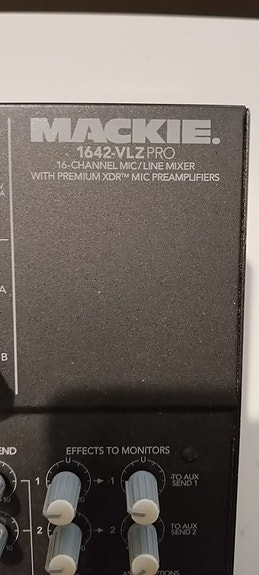 MACKIE.
1642-VLZ PRO
16-CHANNEL MIC/LINE MIXER
WITH PREMIUM XDR™ MIC PREAMPLIFIERS
A
B
EFFECTS TO MONITORS
U U
1 1 TO AUX
SEND 1
10
2 2 TO AUX
SEND 2